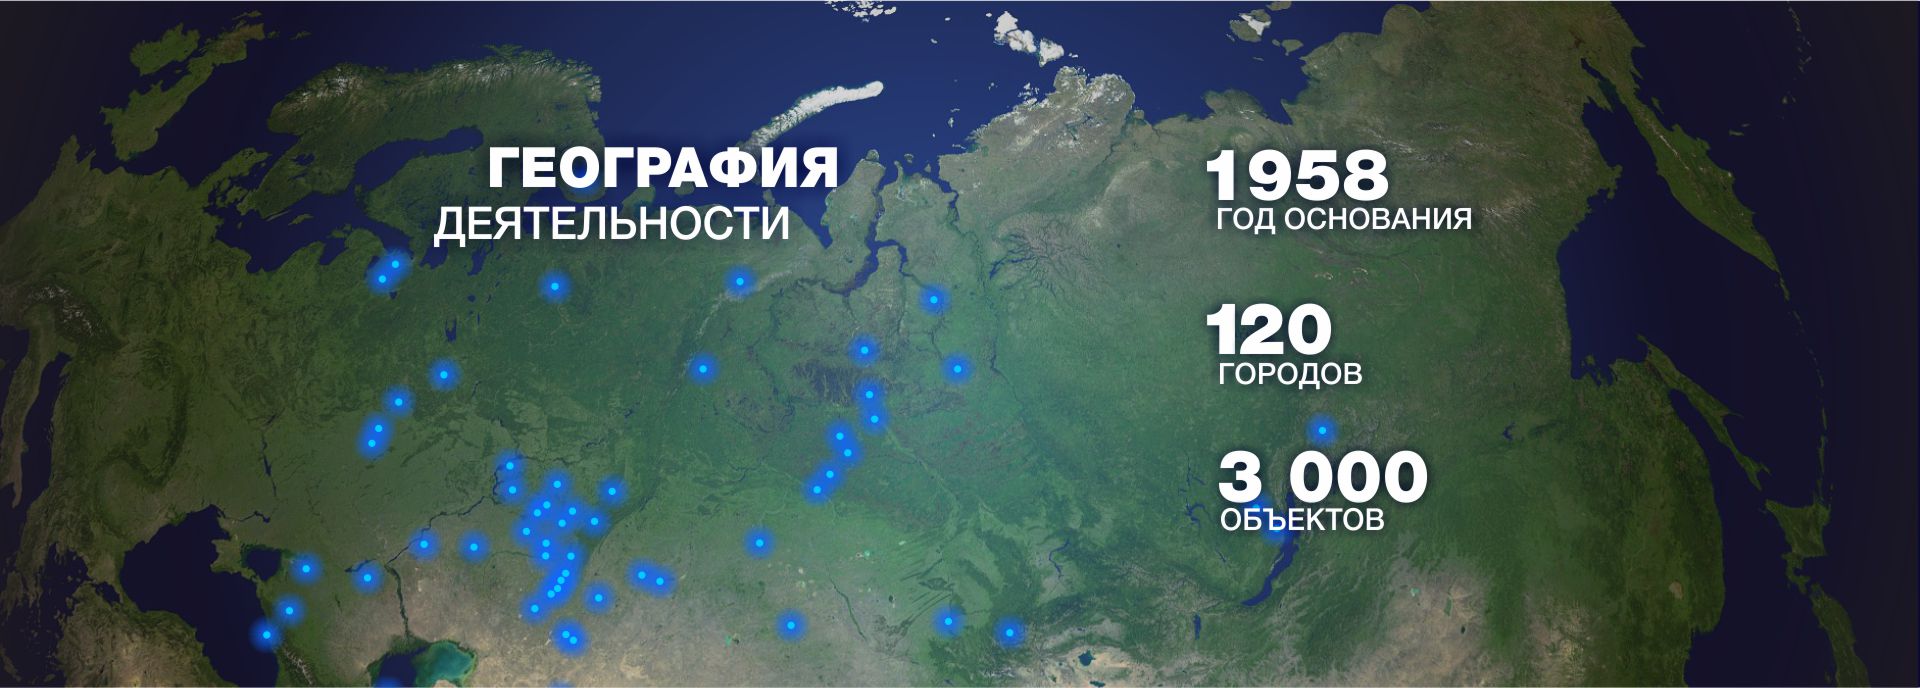 ГЕОГРАФИЯ
ДЕЯТЕЛЬНОСТИ
1958
ГОД ОСНОВАНИЯ
120
ГОРОДОВ
3 000
ОБЪЕКТОВ